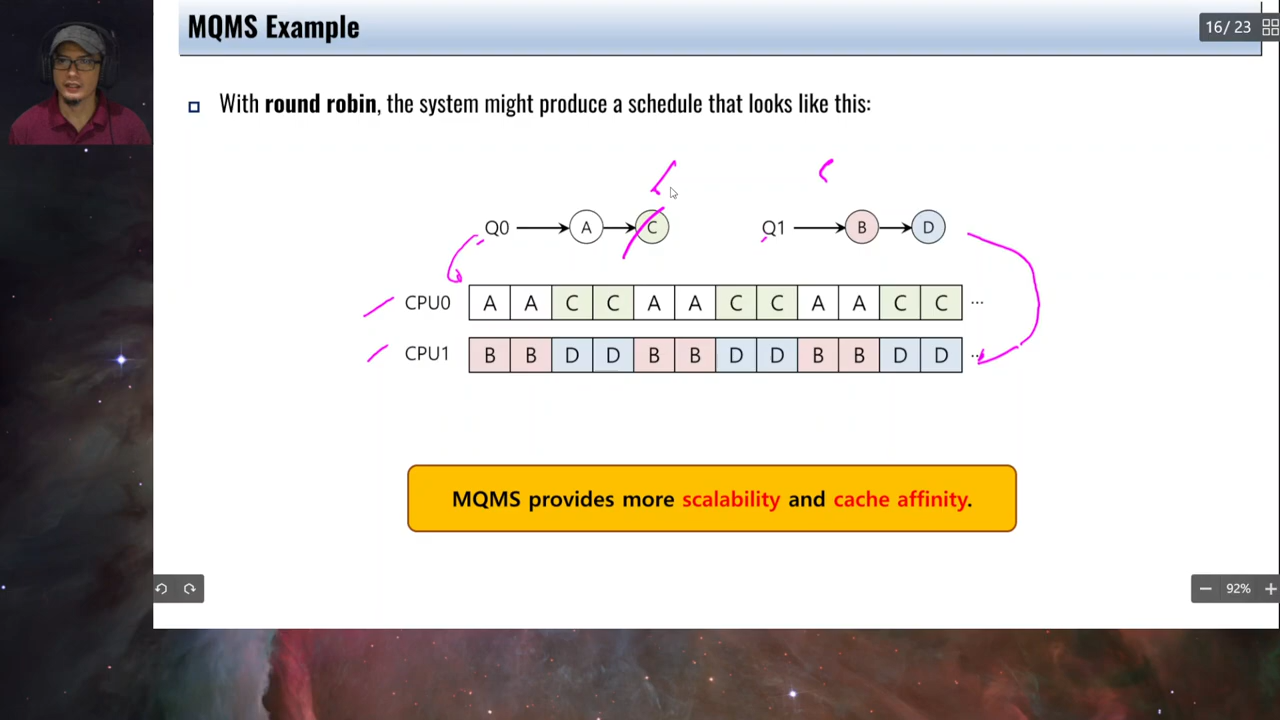 MQMS Example
16/ 23
With round robin, the system might produce a schedule that looks like this:
Q0 A C Q1 B D
CPU0 A A C C A A C C A A C C ...
CPU1 B B D D B B D D B B D D ...
MQMS provides more scalability and cache affinity.
92%